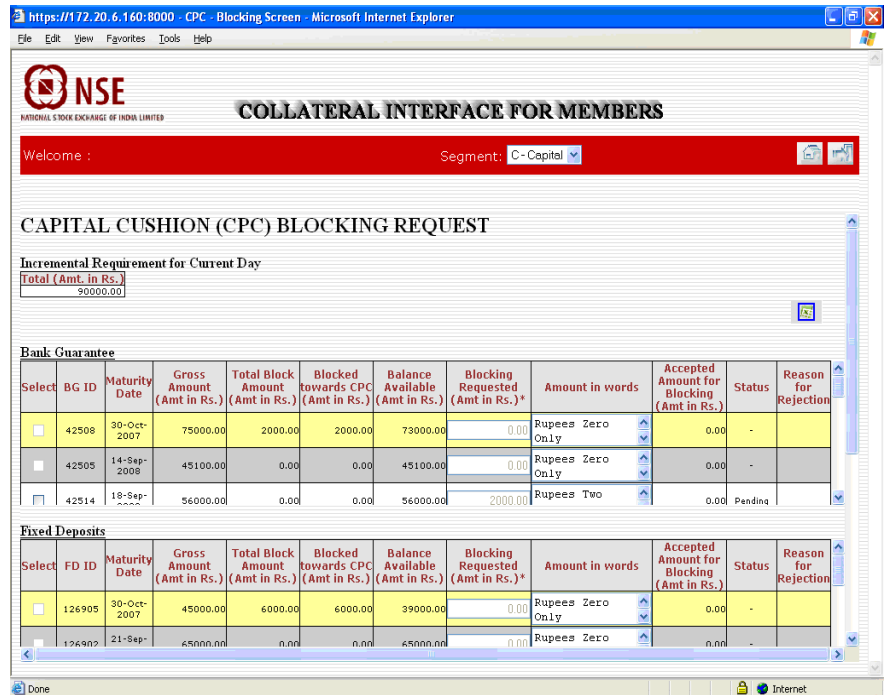 https://172.20.6.160:8000 - CPC - Blocking Screen - Microsoft Internet Explorer
File Edit View Favorites Tools Help
NSE
NATIONAL STOCK EXCHANGE OF INDIA LIMITED
COLLATERAL INTERFACE FOR MEMBERS
Welcome : Segment: C- Capital
CAPITAL CUSHION (CPC) BLOCKING REQUEST
Incremental Requirement for Current Day
Total (Amt. in Rs.)
90000.00
Bank Guarantee
Select BG ID Maturity Date Gross Amount (Amt in Rs.) Total Block Amount (Amt in Rs.) Blocked towards CPC (Amt in Rs.) Balance Available (Amt in Rs.) Blocking Requested (Amt in Rs.)* Amount in words Accepted Amount for Blocking (Amt in Rs.) Status Reason for Rejection
42508 30-Oct-2007 75000.00 2000.00 2000.00 73000.00 0.00 Rupees Zero Only 0.00 -
42505 14-Sep-2008 45100.00 0.00 0.00 45100.00 0.00 Rupees Zero Only 0.00 -
42514 18-Sep- 56000.00 0.00 0.00 56000.00 2000.00 Rupees Two 0.00 Pending
Fixed Deposits
Select FD ID Maturity Date Gross Amount (Amt in Rs.) Total Block Amount (Amt in Rs.) Blocked towards CPC (Amt in Rs.) Balance Available (Amt in Rs.) Blocking Requested (Amt in Rs.)* Amount in words Accepted Amount for Blocking (Amt in Rs.) Status Reason for Rejection
126905 30-Oct-2007 45000.00 6000.00 6000.00 39000.00 0.00 Rupees Zero Only 0.00 -
126902 21-Sep- 65000.00 0.00 0.00 65000.00 0.00 Rupees Zero 0.00 -
Done Internet